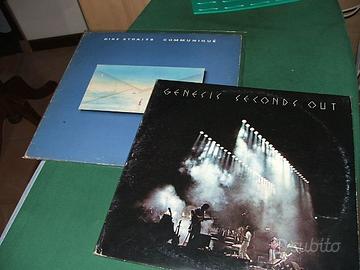 DIRE STRAITS COMMUNIQUÉ
GENESIS SECONDS OUT
subito